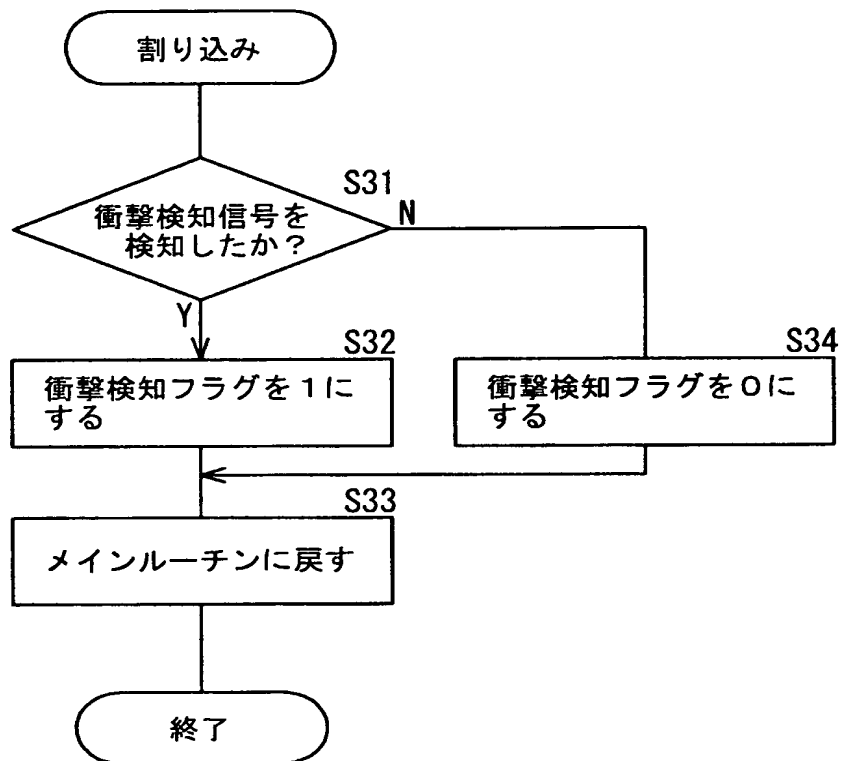 割り込み
S31
衝撃検知信号を
検知したか？
N
Y
S32
衝撃検知フラグを１に
する
S34
衝撃検知フラグを０に
する
S33
メインルーチンに戻す
終了